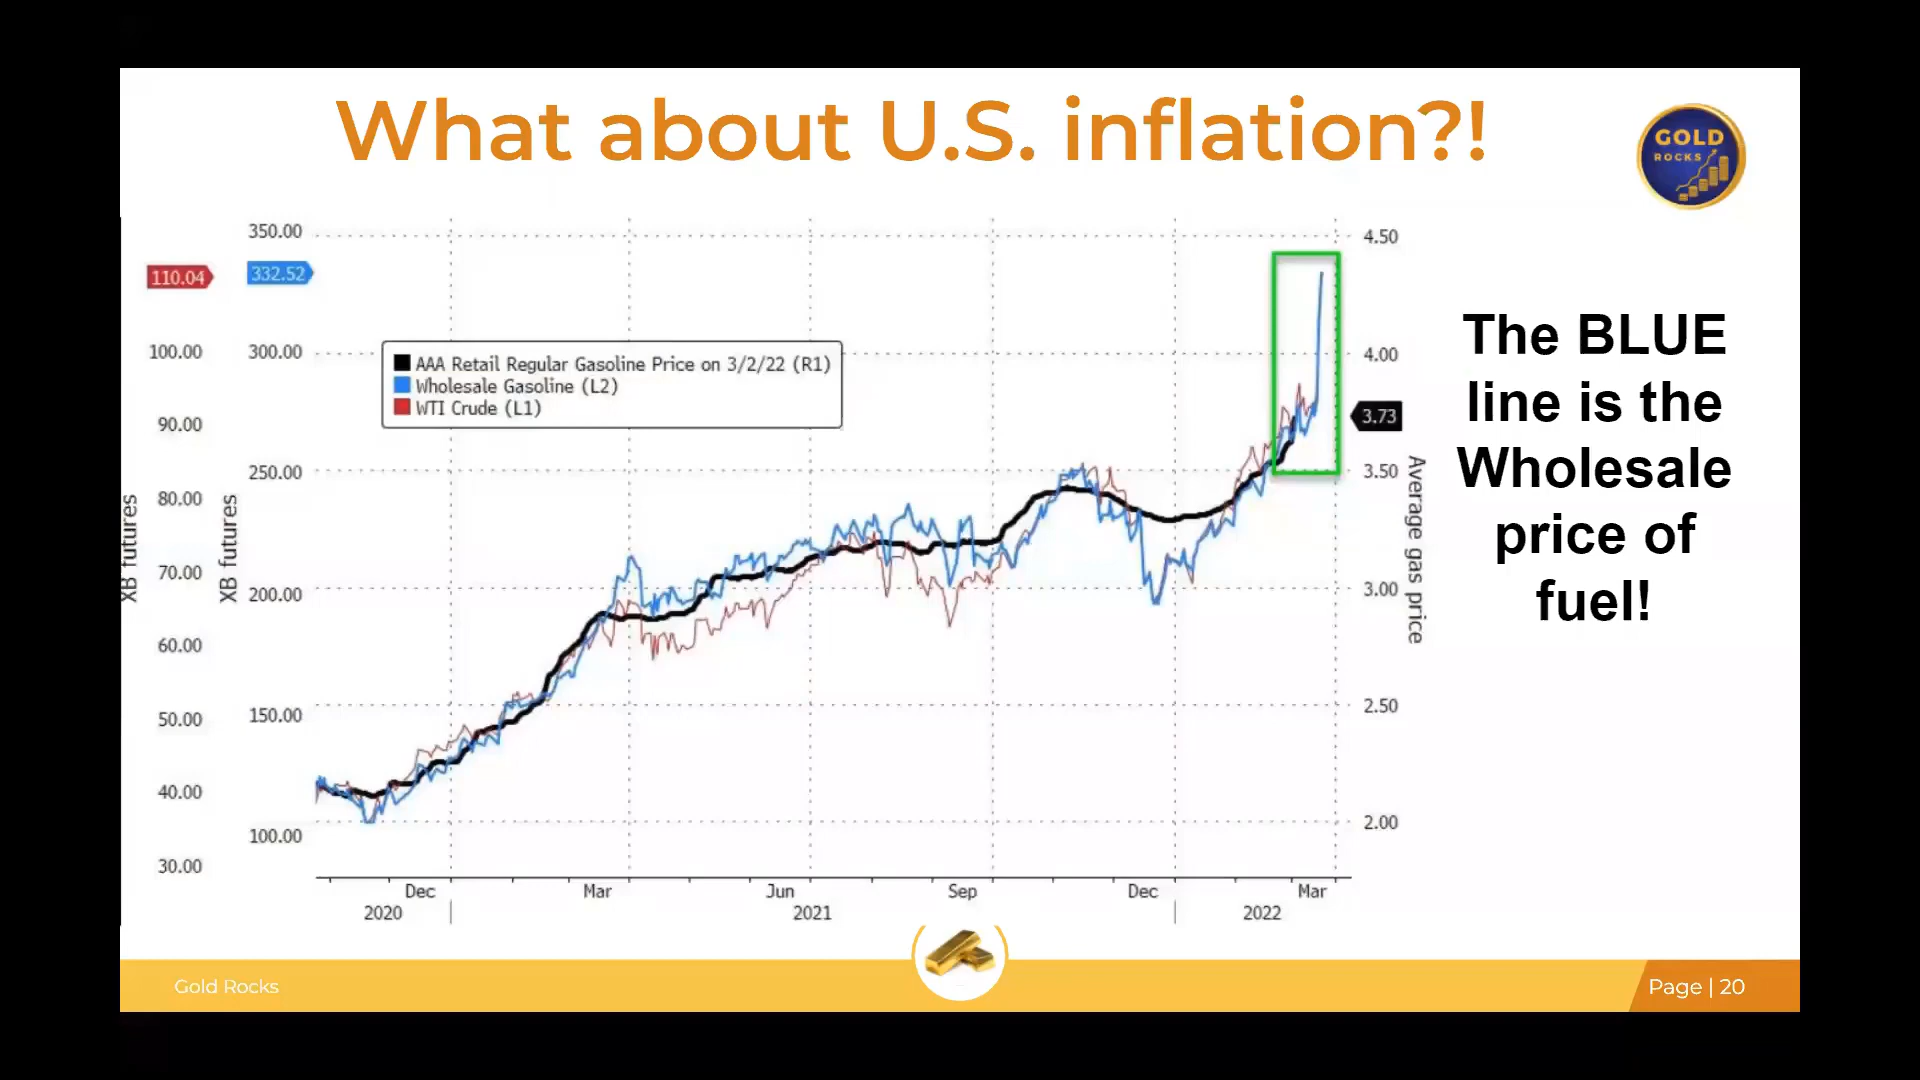 What about U.S. inflation?!
GOLD
ROCKS
350.00
4.50
110.04
332.52
100.00
300.00
4.00
AAA Retail Regular Gasoline Price on 3/2/22 (R1)
Wholesale Gasoline (L2)
WTI Crude (L1)
The BLUE
line is the
Wholesale
price of
fuel!
90.00
3.73
250.00
3.50
80.00
XB futures
XB futures
Average gas price
70.00
200.00
3.00
60.00
50.00
150.00
2.50
40.00
100.00
2.00
30.00
Dec
Mar
Jun
Sep
Dec
Mar
2020
2021
2022
Gold Rocks
Page | 20